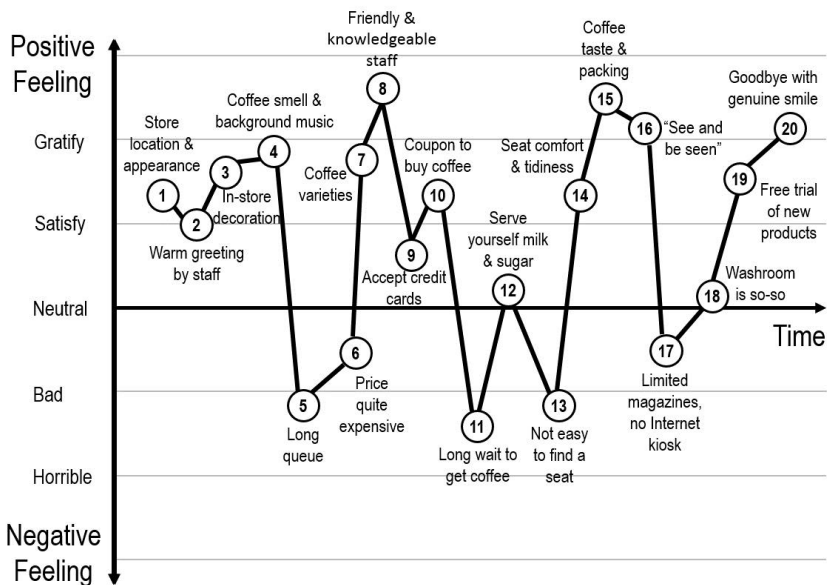 Positive
Feeling
Gratify
Satisfy
Neutral
Bad
Horrible
Negative
Feeling
Time
Store
location &
appearance
1
2
Warm greeting
by staff
3
In-store
decoration
Coffee smell &
background music
4
5
Long
queue
6
Price
quite
expensive
7
Coffee
varieties
Friendly &
knowledgeable
staff
8
9
Accept credit
cards
Coupon to
buy coffee
10
11
Long wait to
get coffee
Serve
yourself milk
& sugar
12
13
Not easy
to find a
seat
Seat comfort
& tidiness
14
Coffee
taste &
packing
15
16
“See and
be seen”
17
Limited
magazines,
no Internet
kiosk
18
Washroom
is so-so
19
Free trial
of new
products
Goodbye with
genuine smile
20